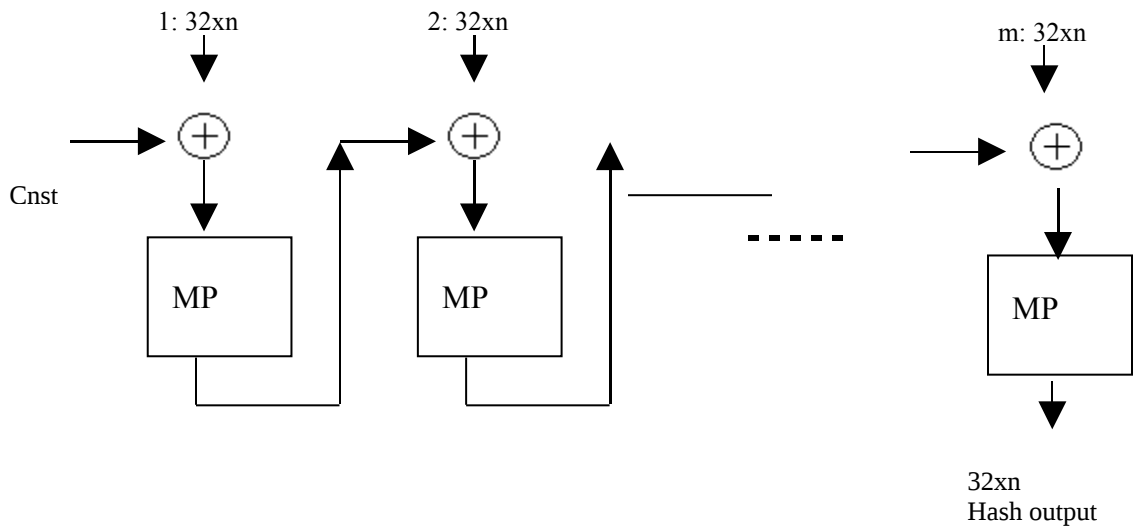 1: 32xn
2: 32xn
m: 32xn
Cnst
MP
MP
MP
32xn
Hash output